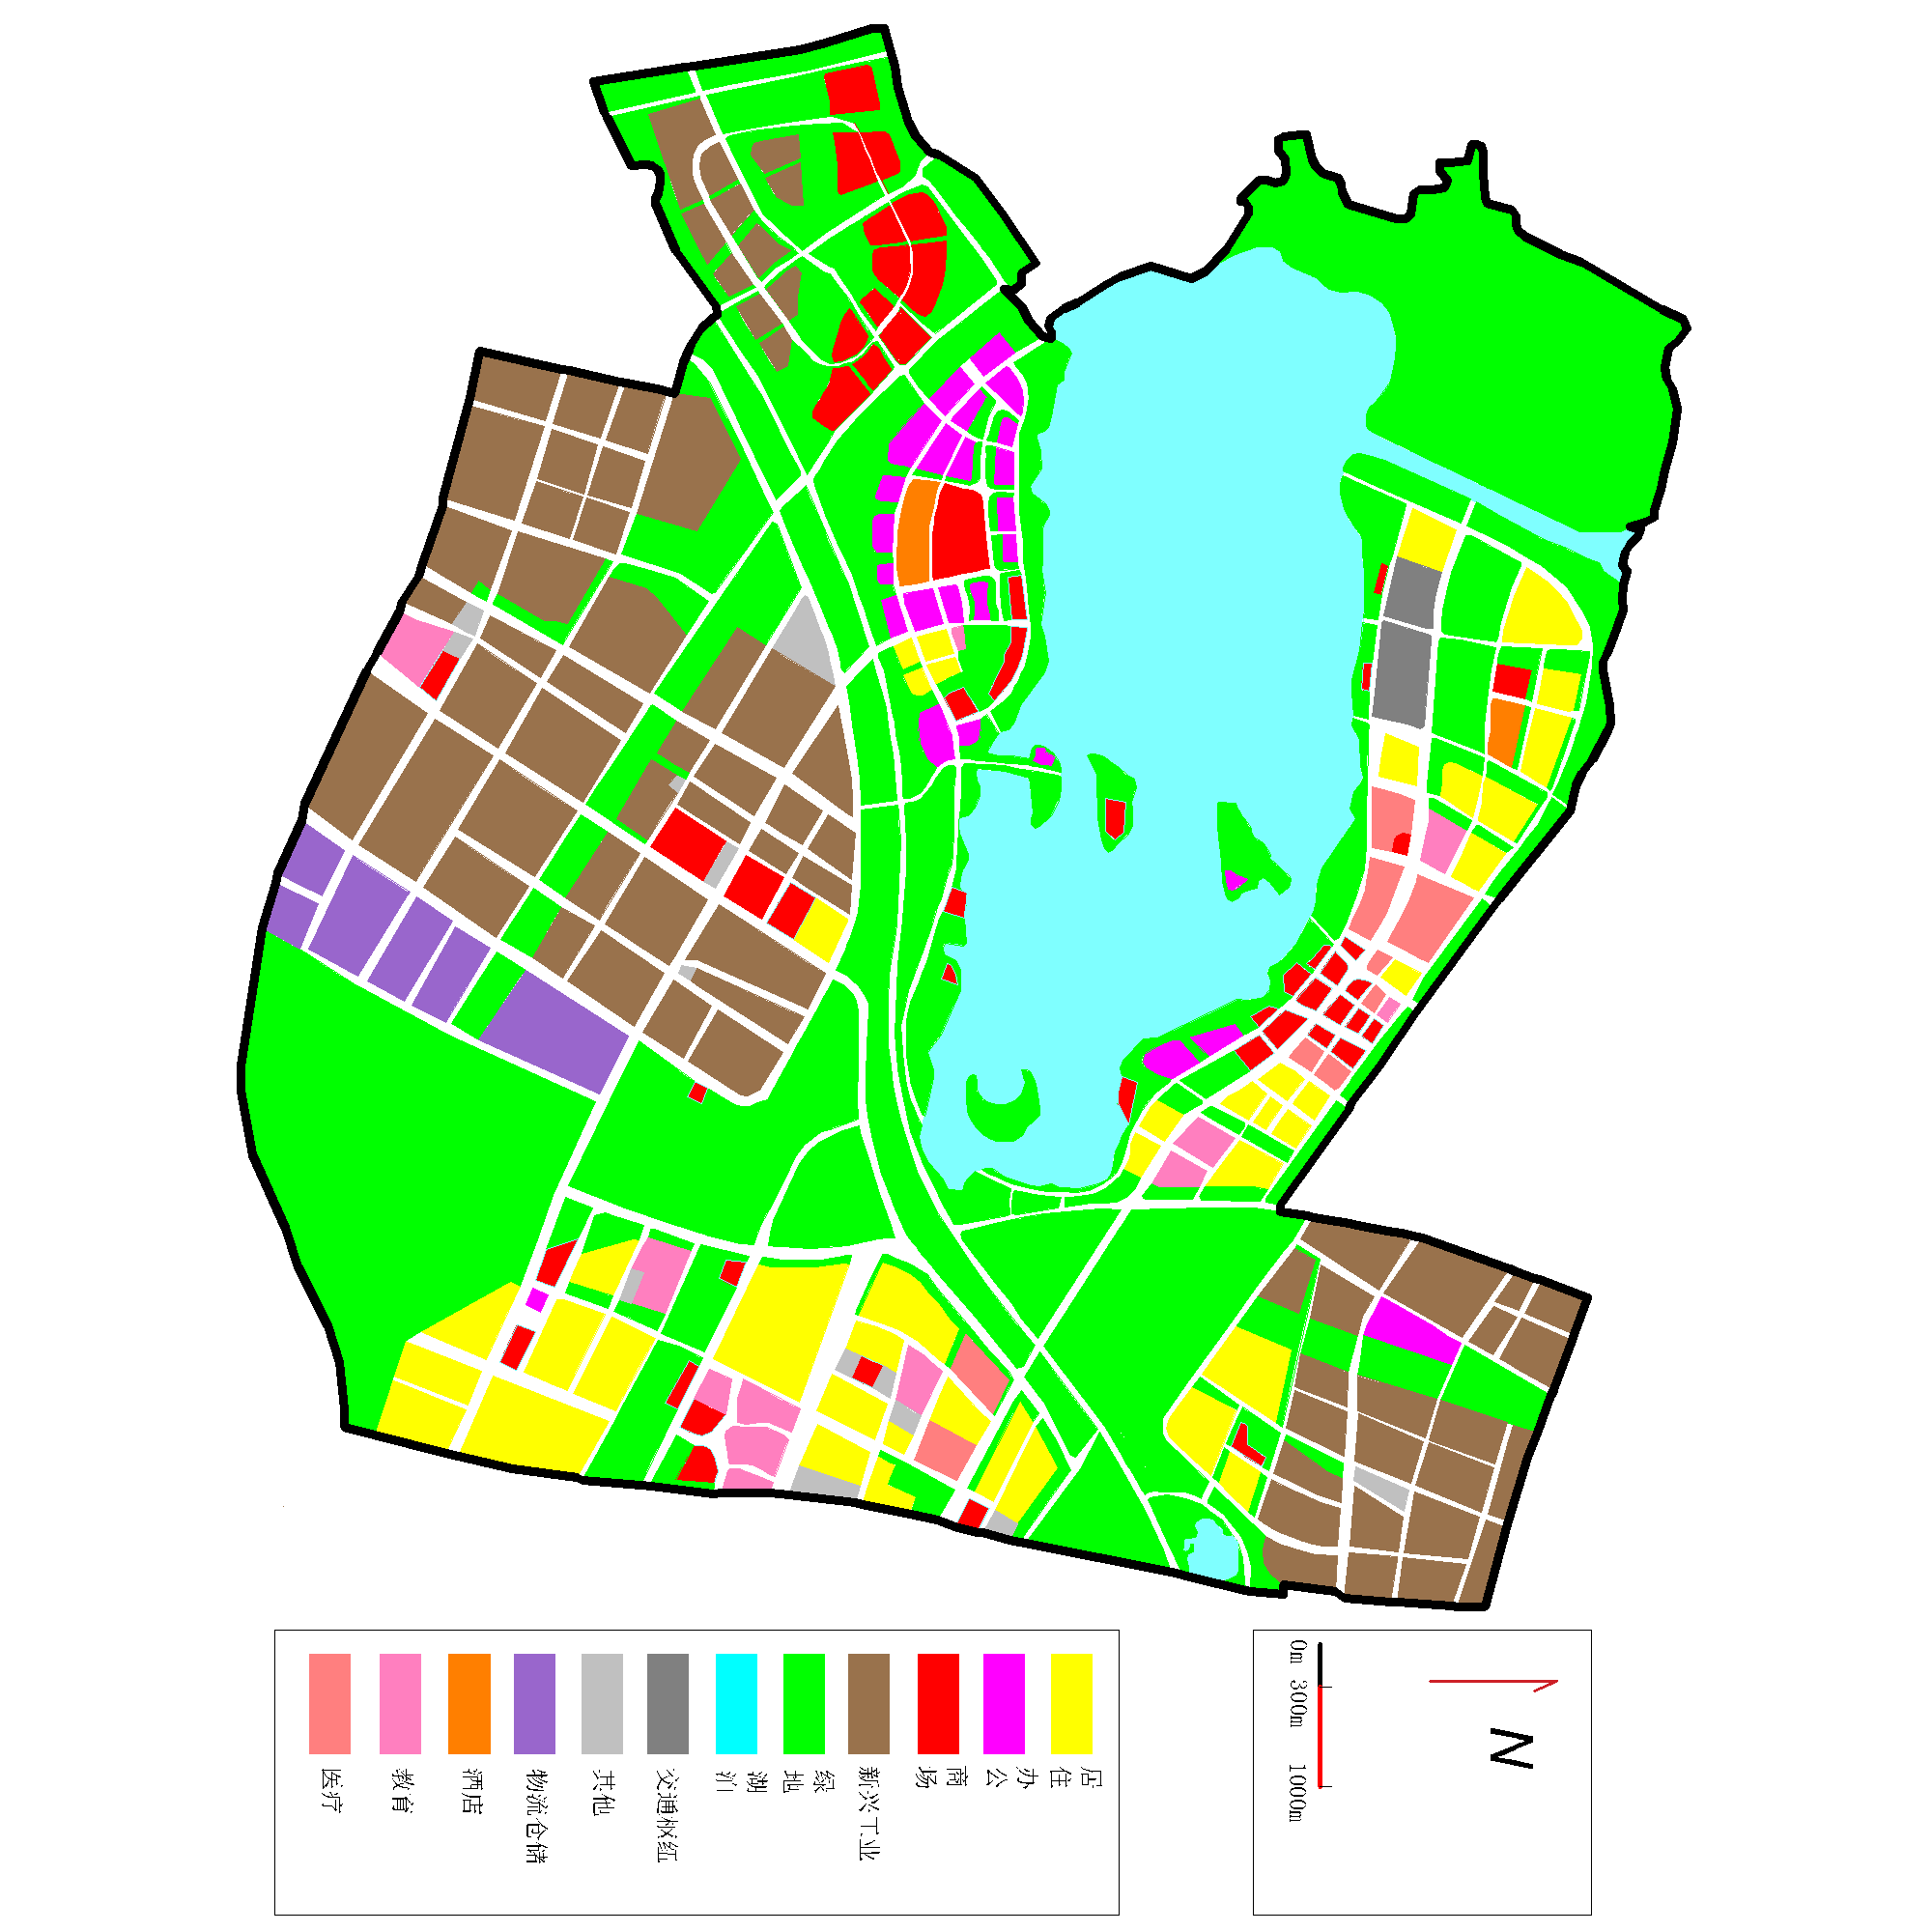 N
0m 300m 1000m
居
住
办
公
商
场
新兴工业
绿
地
湖
泊
交通枢纽
其他
物流仓储
酒店
教育
医疗